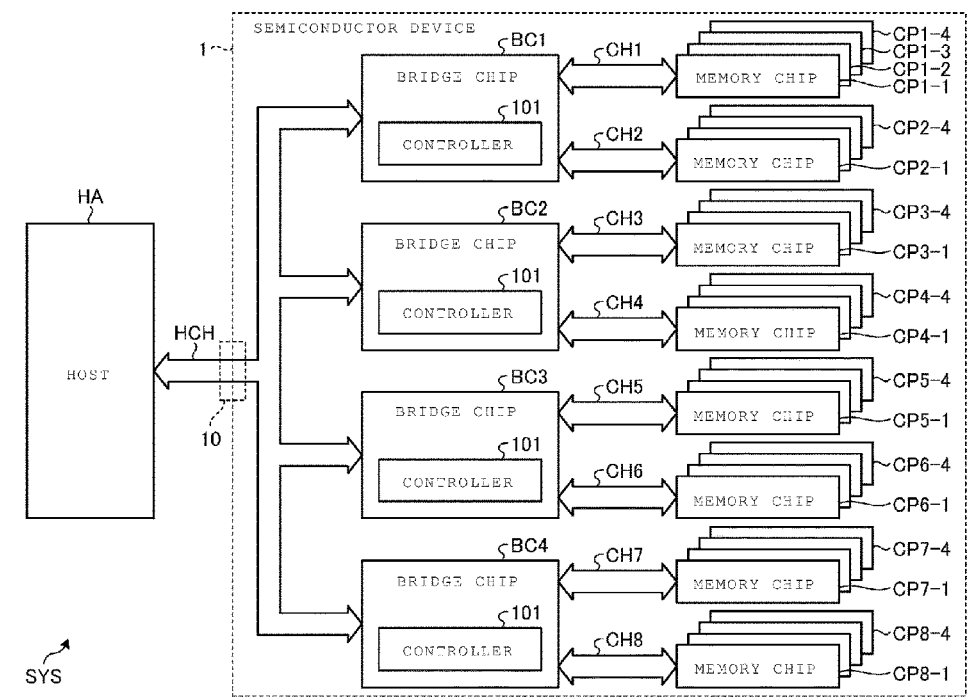 SEMICONDUCTOR DEVICE
1
BC1
BRIDGE CHIP
101
CONTROLLER
CH1
MEMORY CHIP
CP1-4
CP1-3
CP1-2
CP1-1
CH2
MEMORY CHIP
CP2-4
CP2-1
HA
HOST
HCH
10
BC2
BRIDGE CHIP
101
CONTROLLER
CH3
MEMORY CHIP
CP3-4
CP3-1
CH4
MEMORY CHIP
CP4-4
CP4-1
BC3
BRIDGE CHIP
101
CONTROLLER
CH5
MEMORY CHIP
CP5-4
CP5-1
CH6
MEMORY CHIP
CP6-4
CP6-1
BC4
BRIDGE CHIP
101
CONTROLLER
CH7
MEMORY CHIP
CP7-4
CP7-1
CH8
MEMORY CHIP
CP8-4
CP8-1
SYS